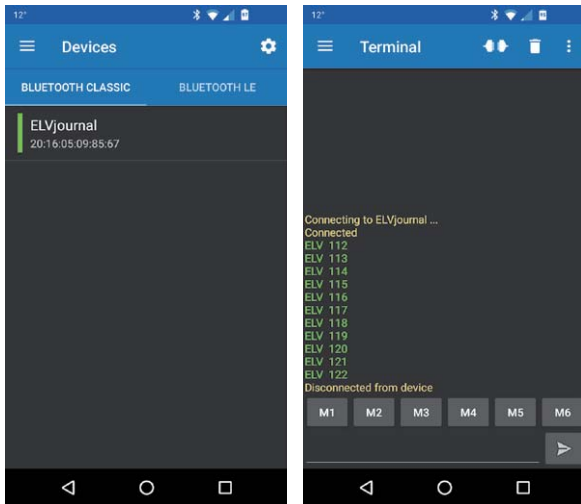 12°
Devices
BLUETOOTH CLASSIC
BLUETOOTH LE
ELVjournal
20:16:05:09:85:67
12°
Terminal
Connecting to ELVjournal ...
Connected
ELV 112
ELV 113
ELV 114
ELV 115
ELV 116
ELV 117
ELV 118
ELV 119
ELV 120
ELV 121
ELV 122
Disconnected from device
M1 M2 M3 M4 M5 M6